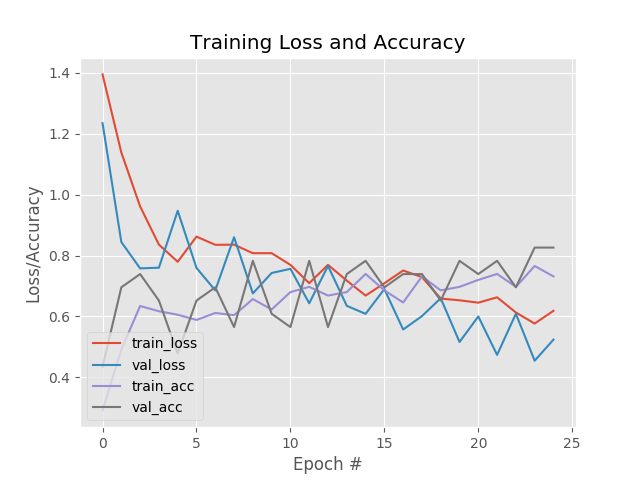 Training Loss and Accuracy
1.4
1.2
1.0
0.8
0.6
0.4
Loss/Accuracy
train_loss
val_loss
train_acc
val_acc
0 5 10 15 20 25
Epoch #